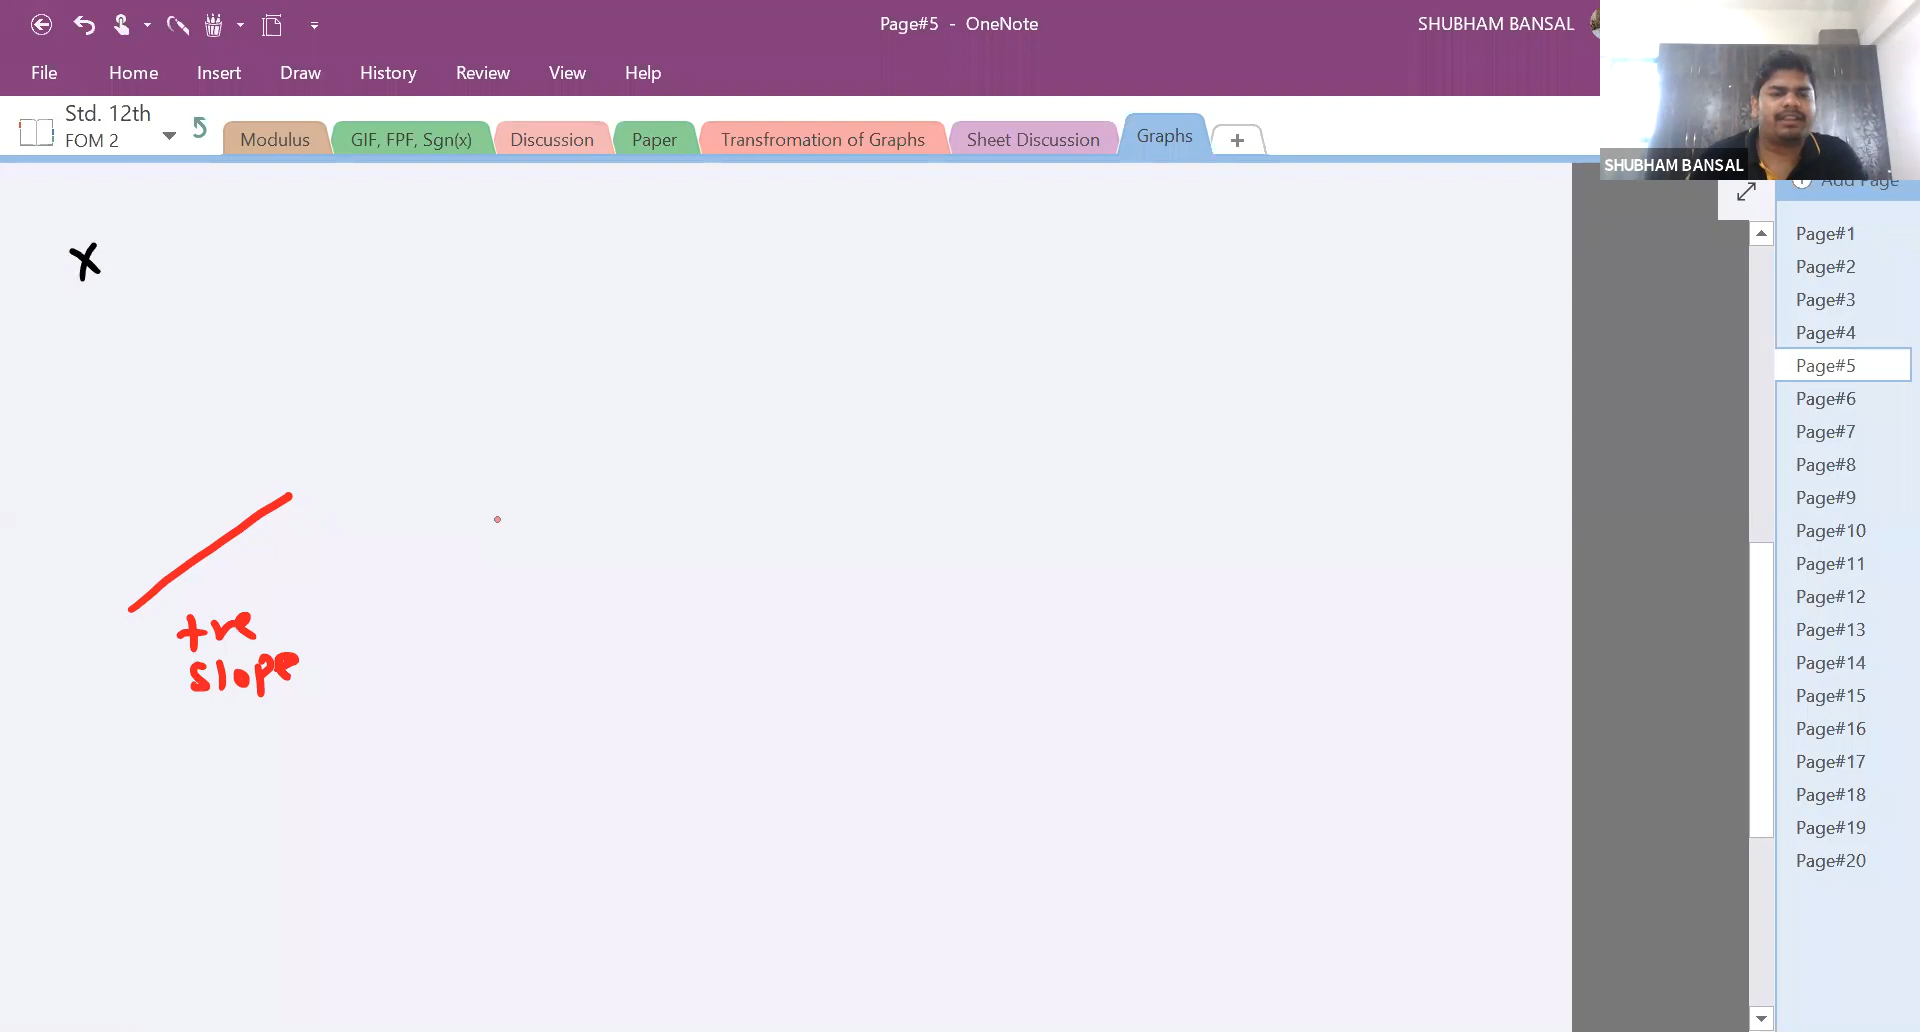 Page#5 - OneNote
SHUBHAM BANSAL
File Home Insert Draw History Review View Help
Std. 12th
FOM 2
Modulus GIF, FPF, Sgn(x) Discussion Paper Transfromation of Graphs Sheet Discussion Graphs +
SHUBHAM BANSAL
Add Page
x
+ve
slope
Page#1
Page#2
Page#3
Page#4
Page#5
Page#6
Page#7
Page#8
Page#9
Page#10
Page#11
Page#12
Page#13
Page#14
Page#15
Page#16
Page#17
Page#18
Page#19
Page#20